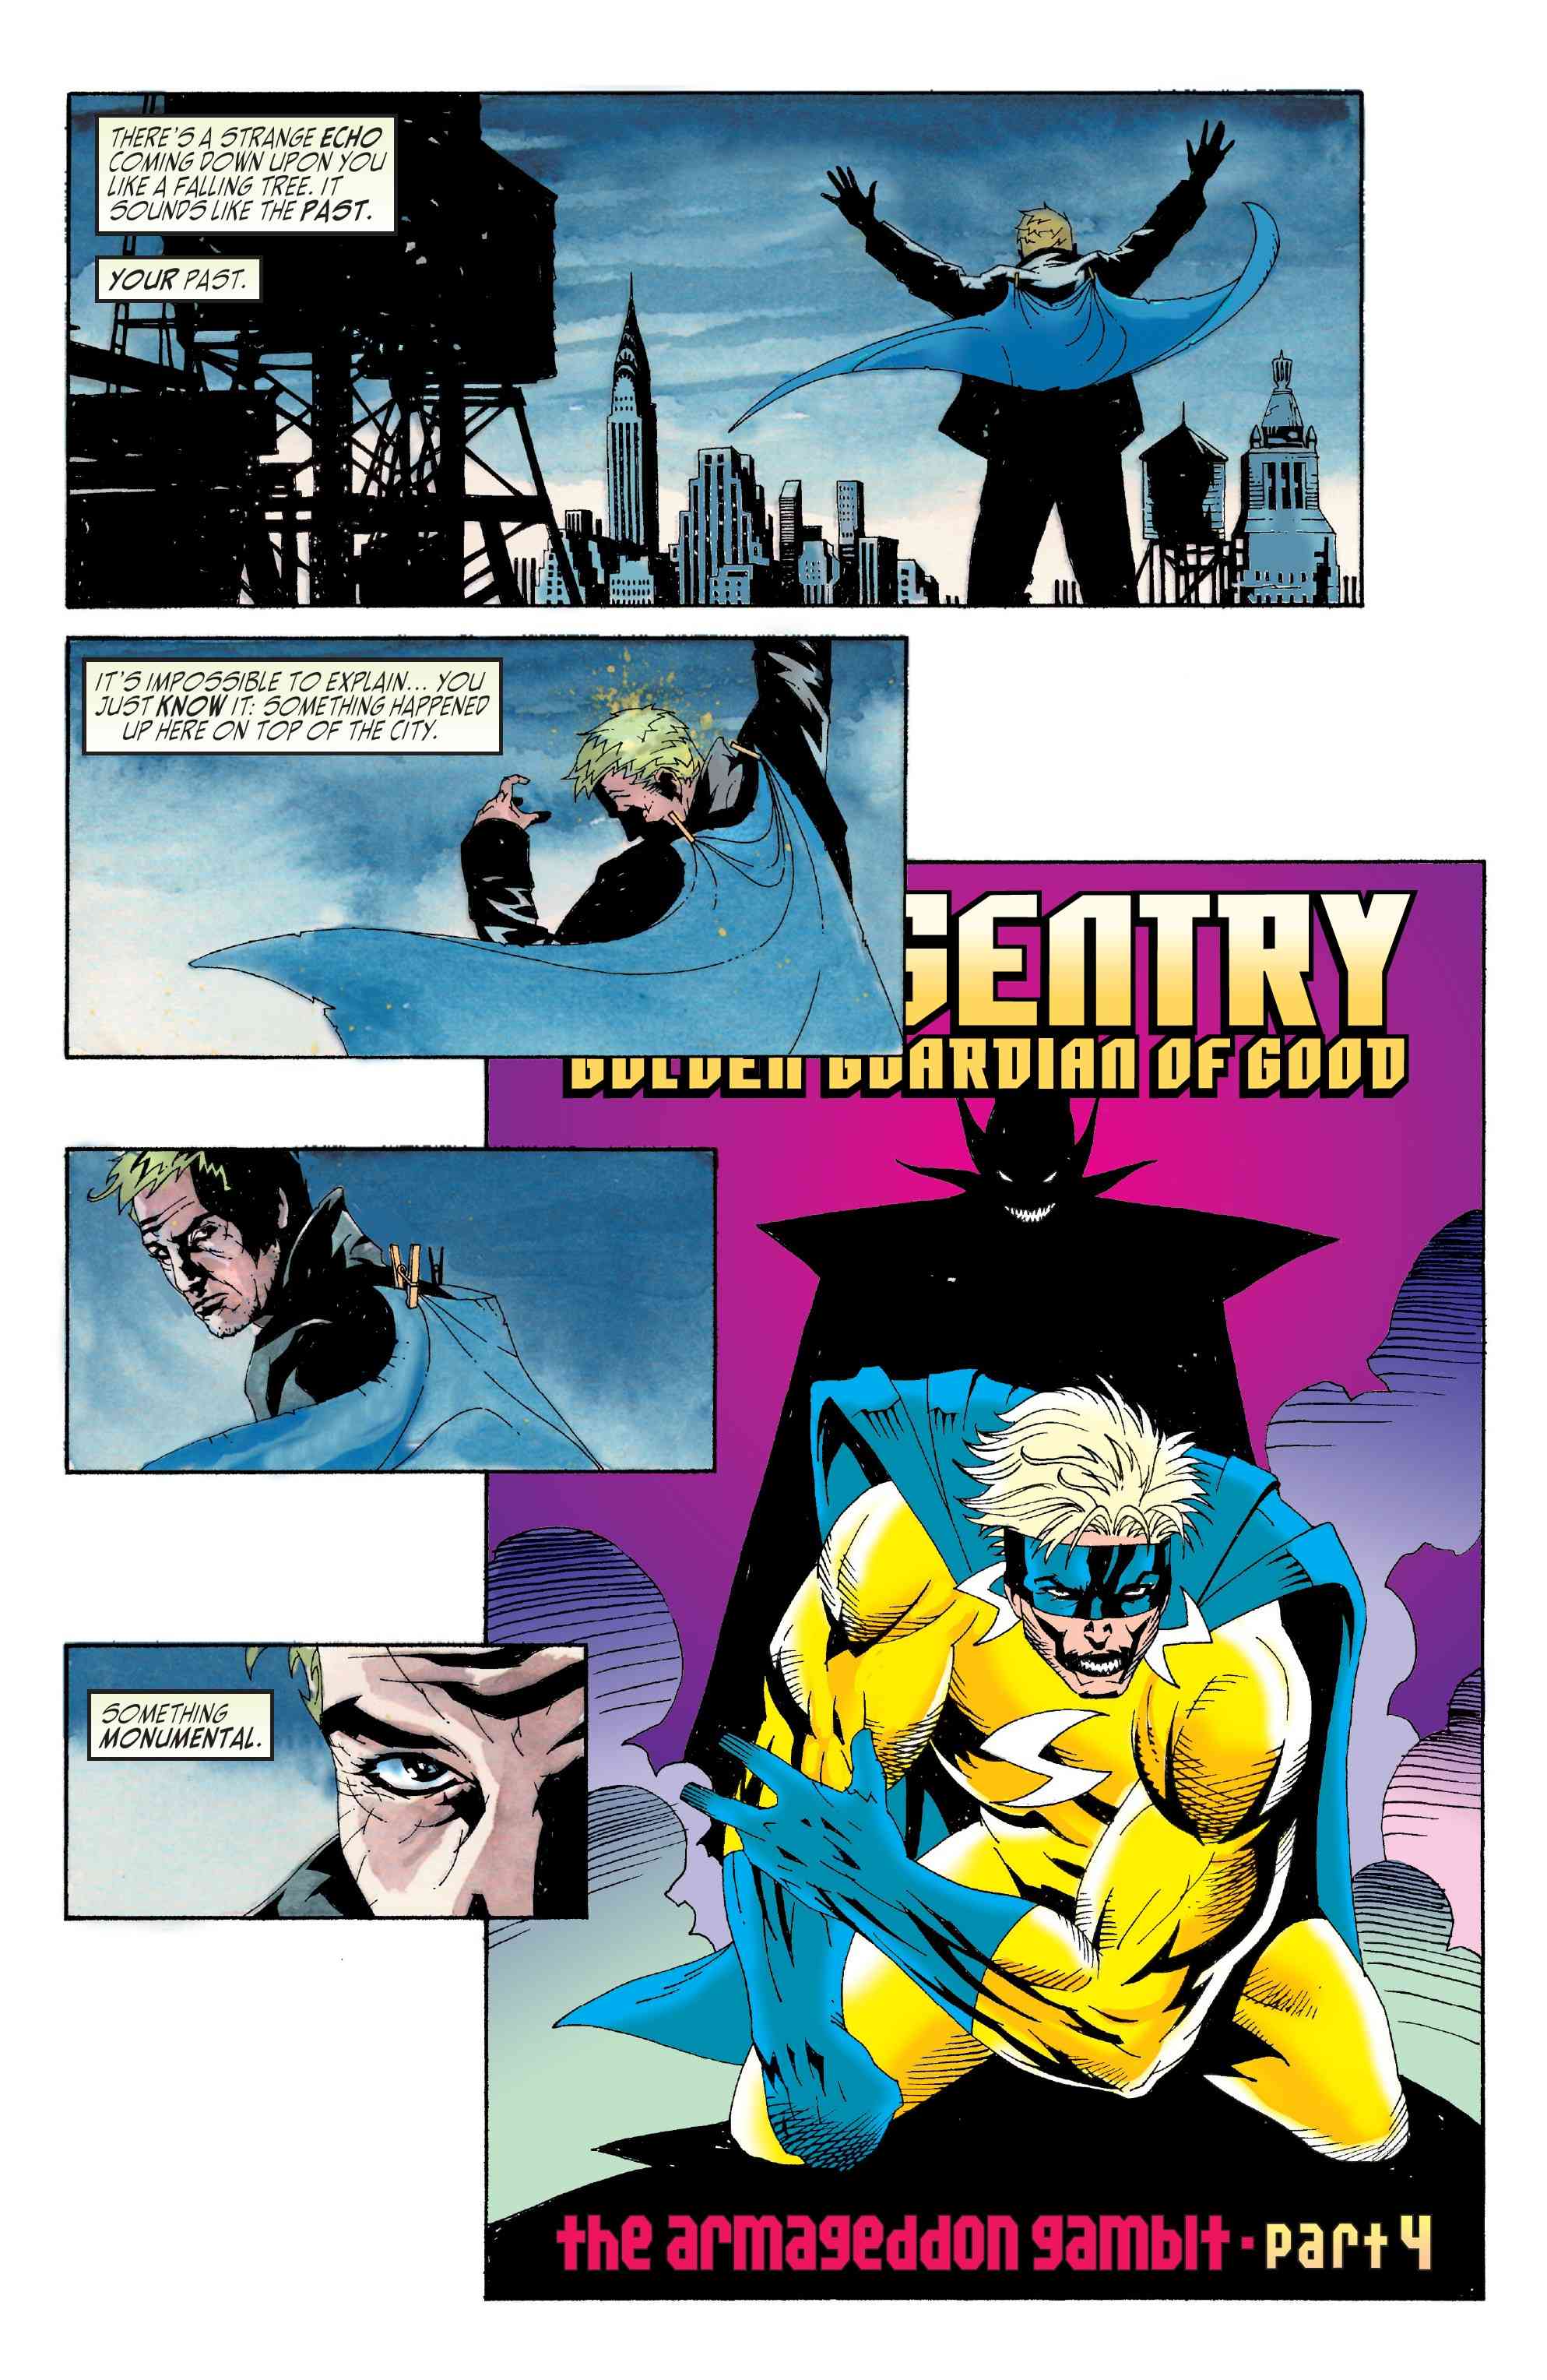 THERE'S A STRANGE ECHO
COMING DOWN UPON YOU
LIKE A FALLING TREE. IT
SOUNDS LIKE THE PAST.
YOUR PAST.
IT'S IMPOSSIBLE TO EXPLAIN... YOU
JUST KNOW IT: SOMETHING HAPPENED
UP HERE ON TOP OF THE CITY.
SENTRY
GOLDEN GUARDIAN OF GOOD
SOMETHING
MONUMENTAL.
the armageddon gambit - part 4